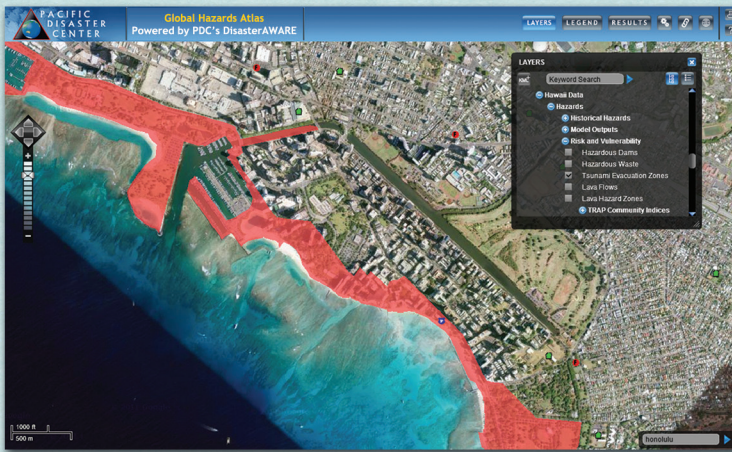 PACIFIC
DISASTER
CENTER
Global Hazards Atlas
Powered by PDC's DisasterAWARE
LAYERS
LEGEND
RESULTS
LAYERS
Keyword Search
Hawaii Data
Hazards
Historical Hazards
Model Outputs
Risk and Vulnerability
Hazardous Dams
Hazardous Waste
Tsunami Evacuation Zones
Lava Flows
Lava Hazard Zones
TRAP Community Indices
1000 ft
500 m
honolulu